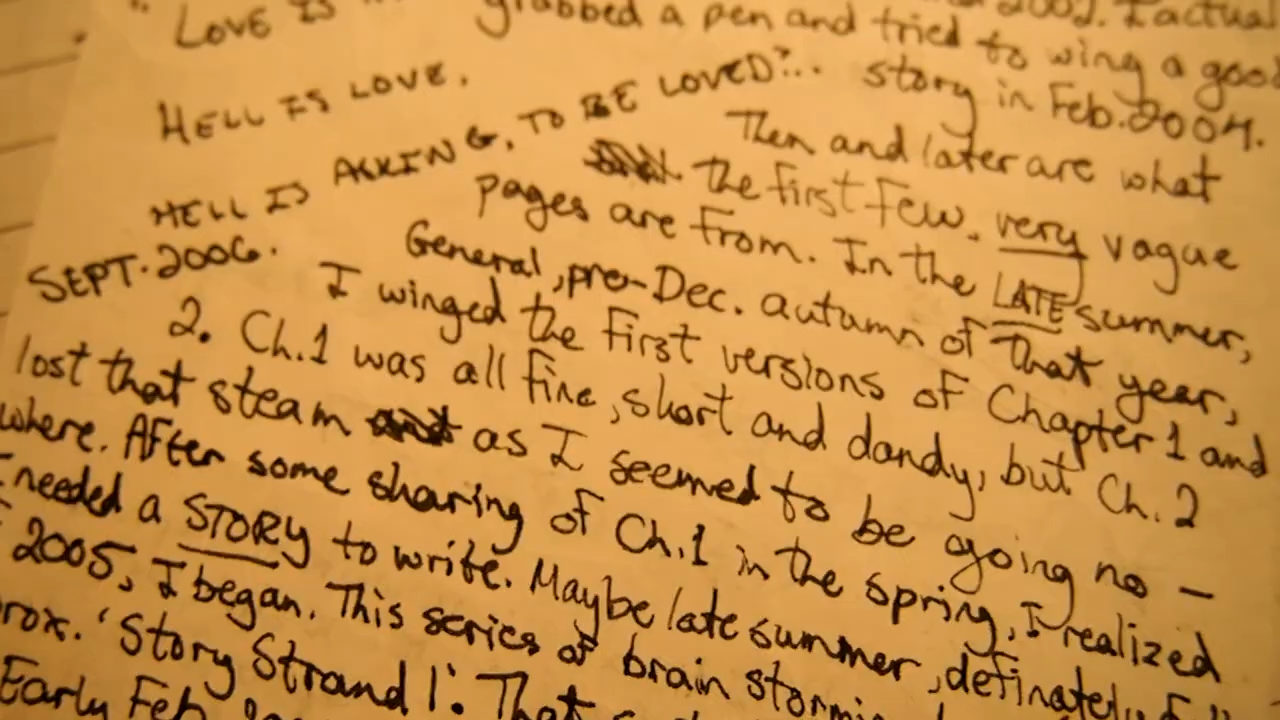 LOVE IS
HELL IS LOVE.
HELL IS ASKING, TO BE LOVED"...
SEPT. 2006.
grabbed a pen and tried to wing a good
story in Feb. 2004.
Then and later are what
the first few. very vague
pages are from. In the LATE summer,
General, pre-Dec. autumn of that year,
I winged the first versions of Chapter 1 and
2. Ch.1 was all fine, short and dandy, but Ch. 2
lost that steam as I seemed to be going no-
where. After some sharing of Ch.1 in the spring, I realized
I needed a STORY to write. Maybe late summer, definately
2005, I began. This series of brain storming
'Story Strand 1'. That
Early Feb.